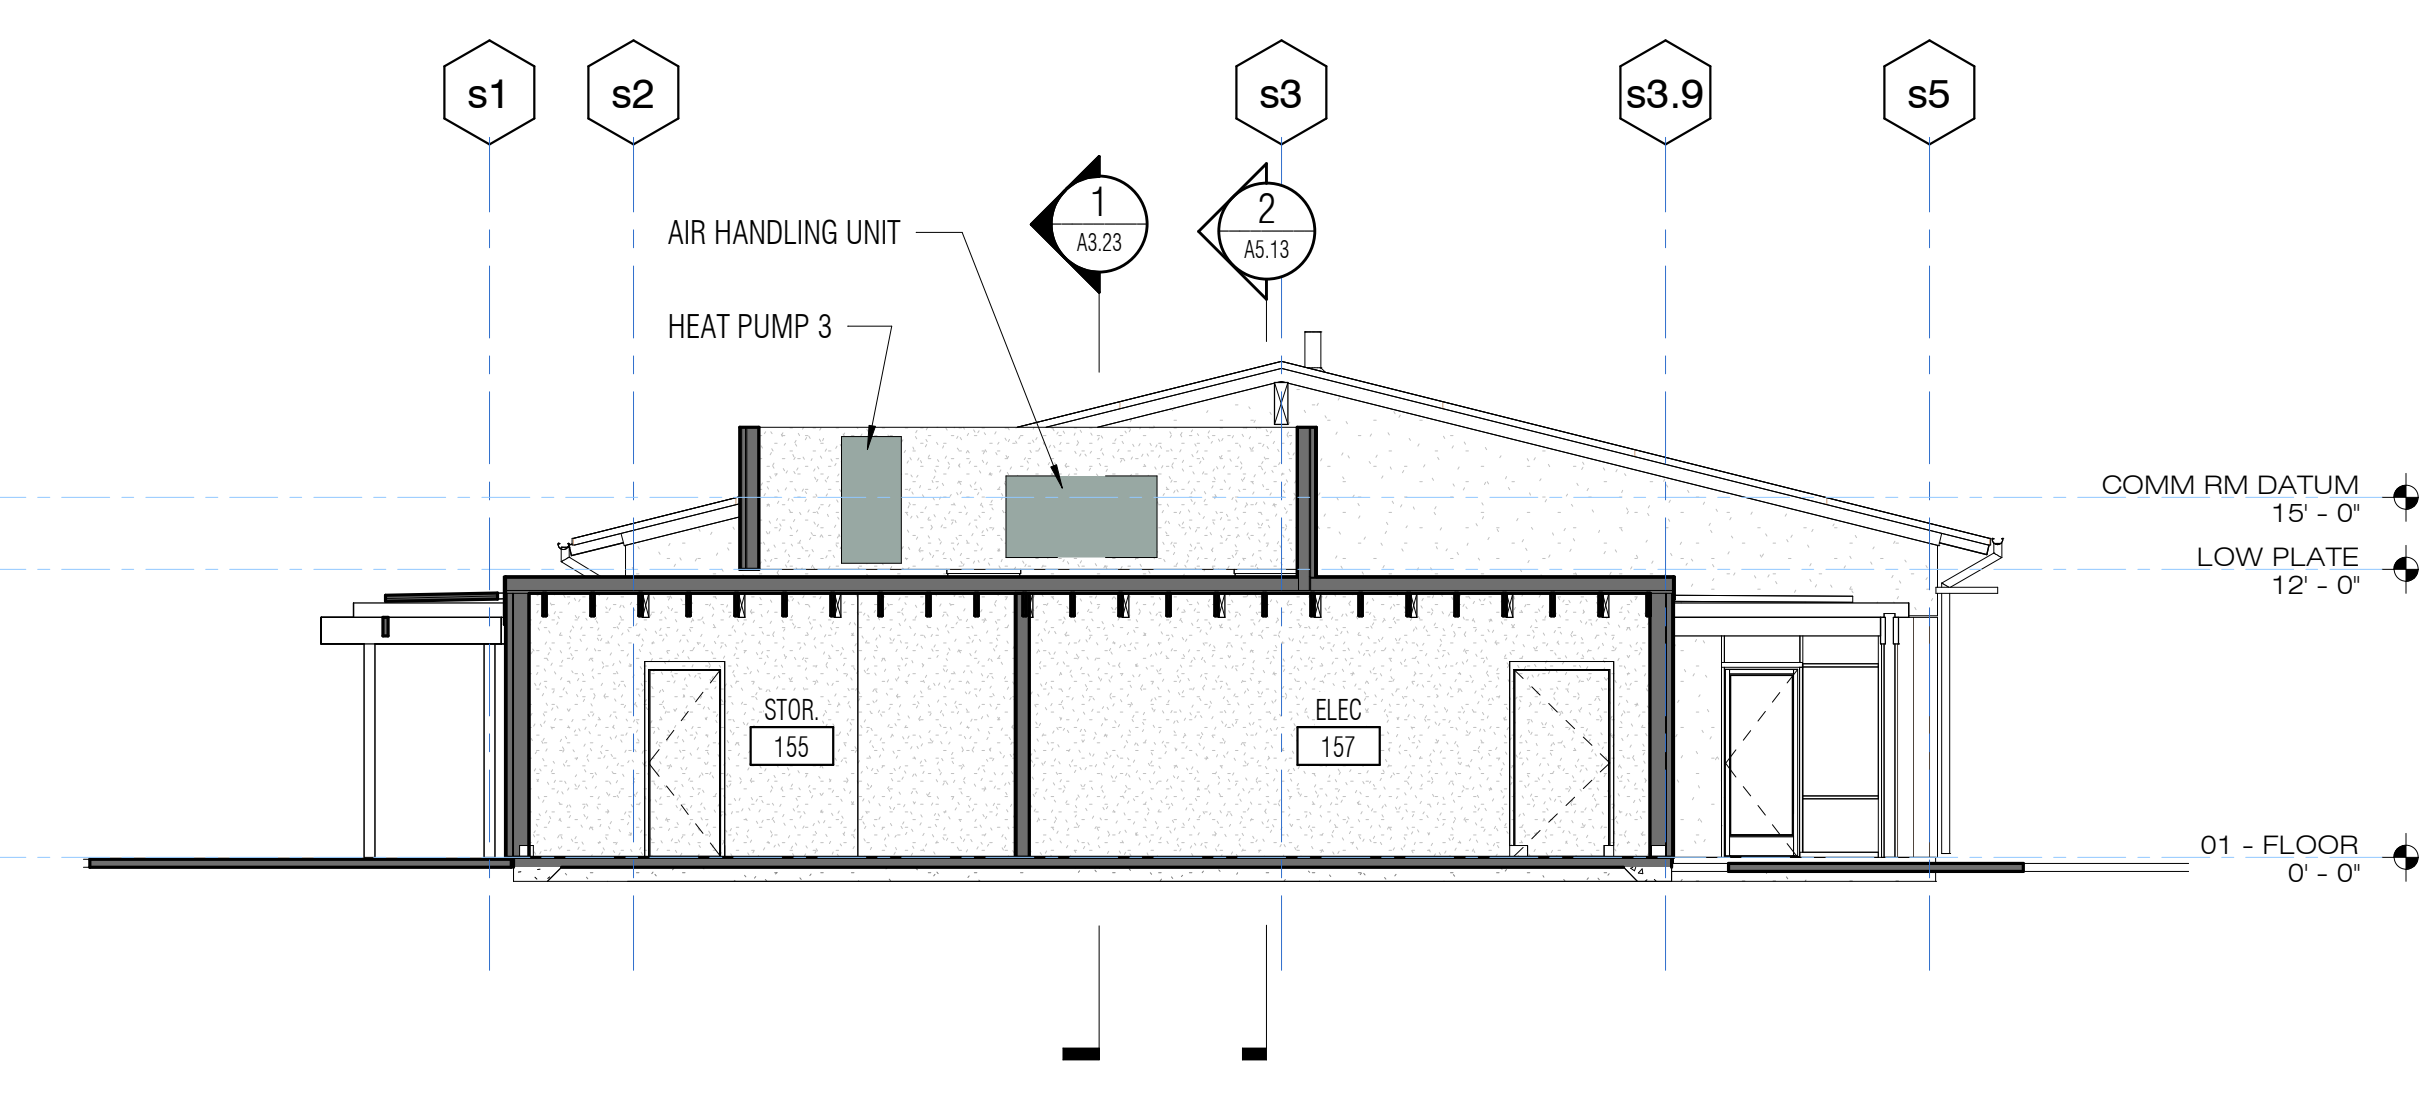 s1
s2
s3
s3.9
s5
1
A3.23
2
A5.13
AIR HANDLING UNIT
HEAT PUMP 3
COMM RM DATUM
15' - 0"
LOW PLATE
12' - 0"
STOR.
155
ELEC
157
01 - FLOOR
0' - 0"